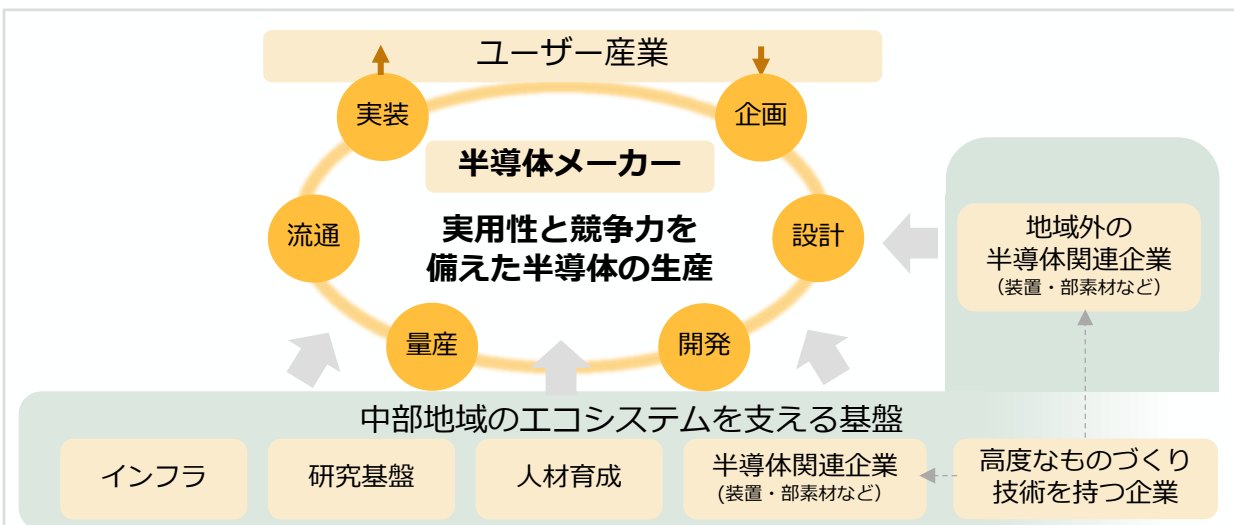 ユーザー産業
実装
企画
半導体メーカー
流通
実用性と競争力を
備えた半導体の生産
設計
地域外の
半導体関連企業
（装置・部素材など）
量産
開発
中部地域のエコシステムを支える基盤
インフラ
研究基盤
人材育成
半導体関連企業
(装置・部素材など)
高度なものづくり
技術を持つ企業